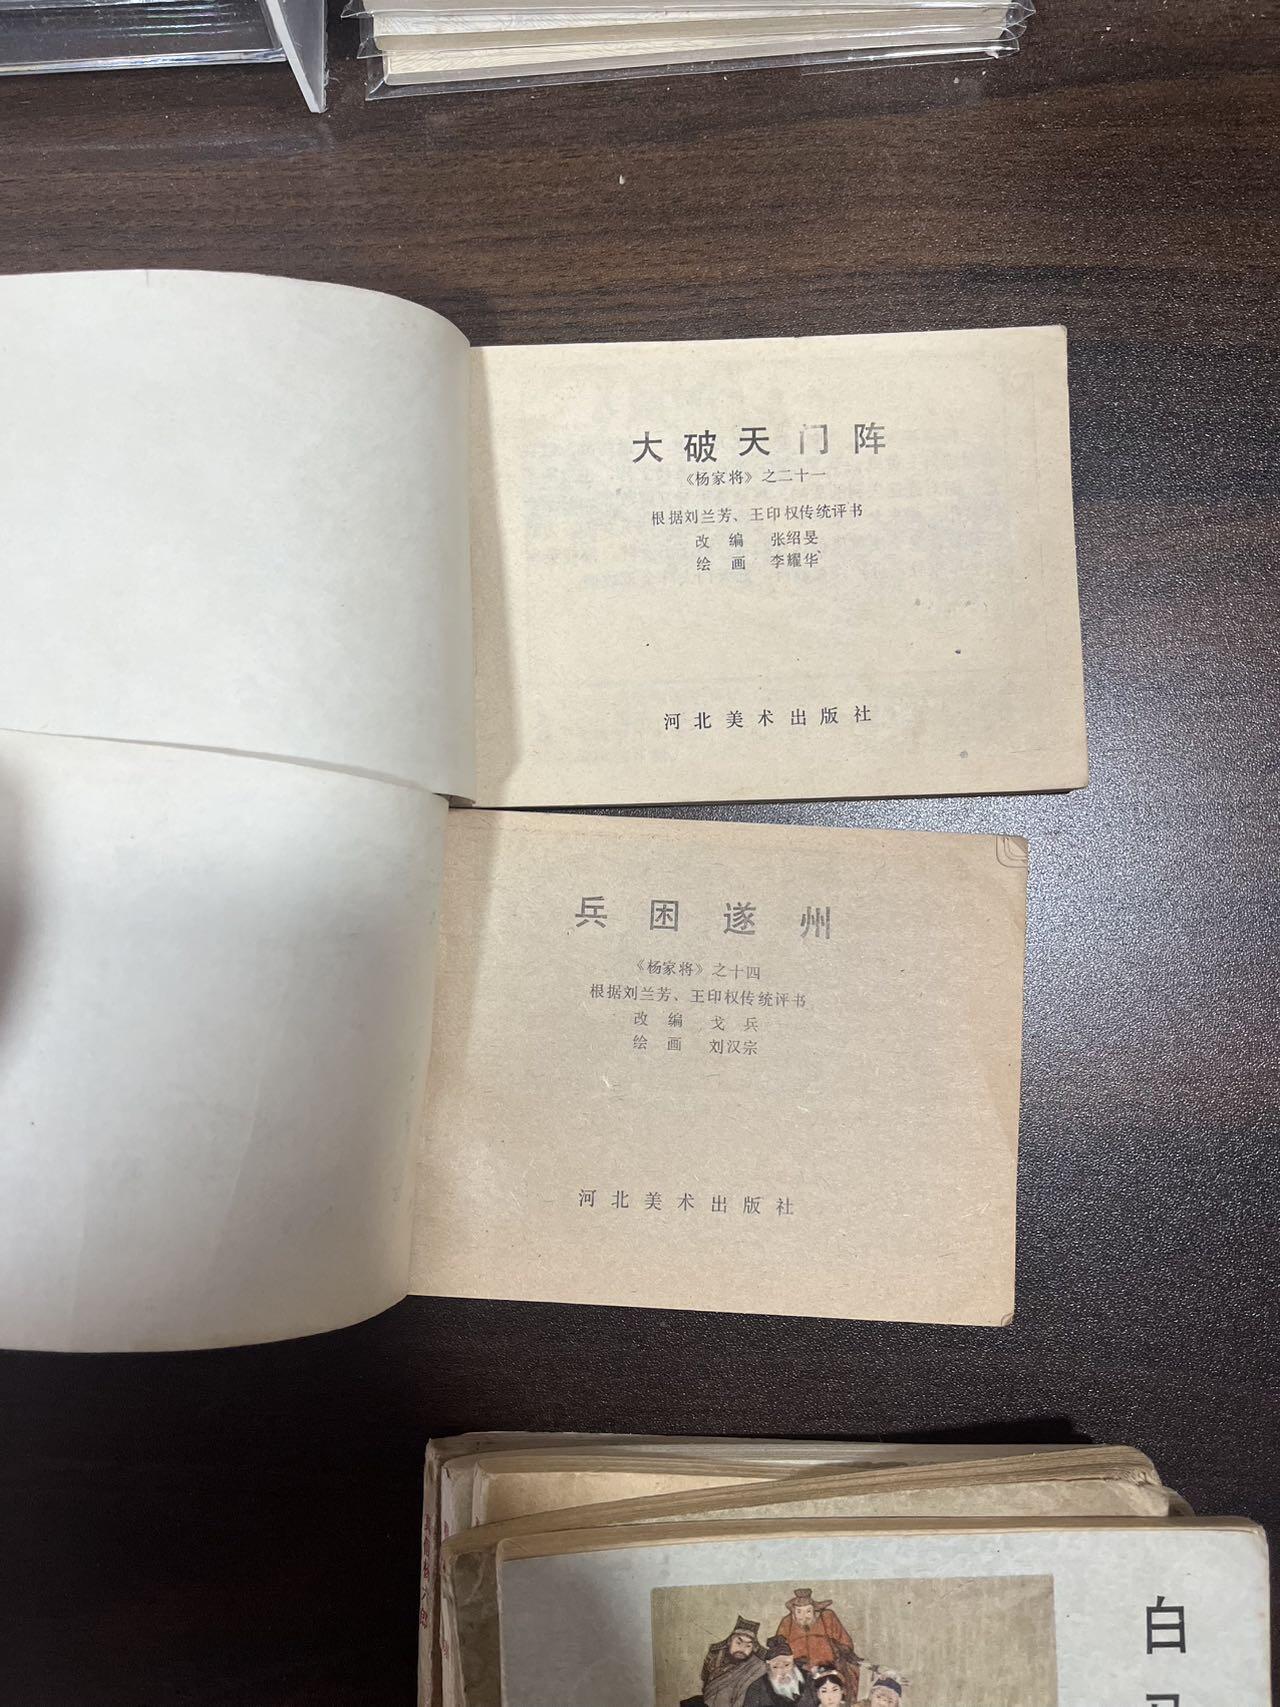 大破天门阵
《杨家将》之二十一
根据刘兰芳、王印权传统评书
改 编 张绍旻
绘 画 李耀华
河北美术出版社
兵困遂州
《杨家将》之十四
根据刘兰芳、王印权传统评书
改 编 戈 兵
绘 画 刘汉宗
河北美术出版社
白